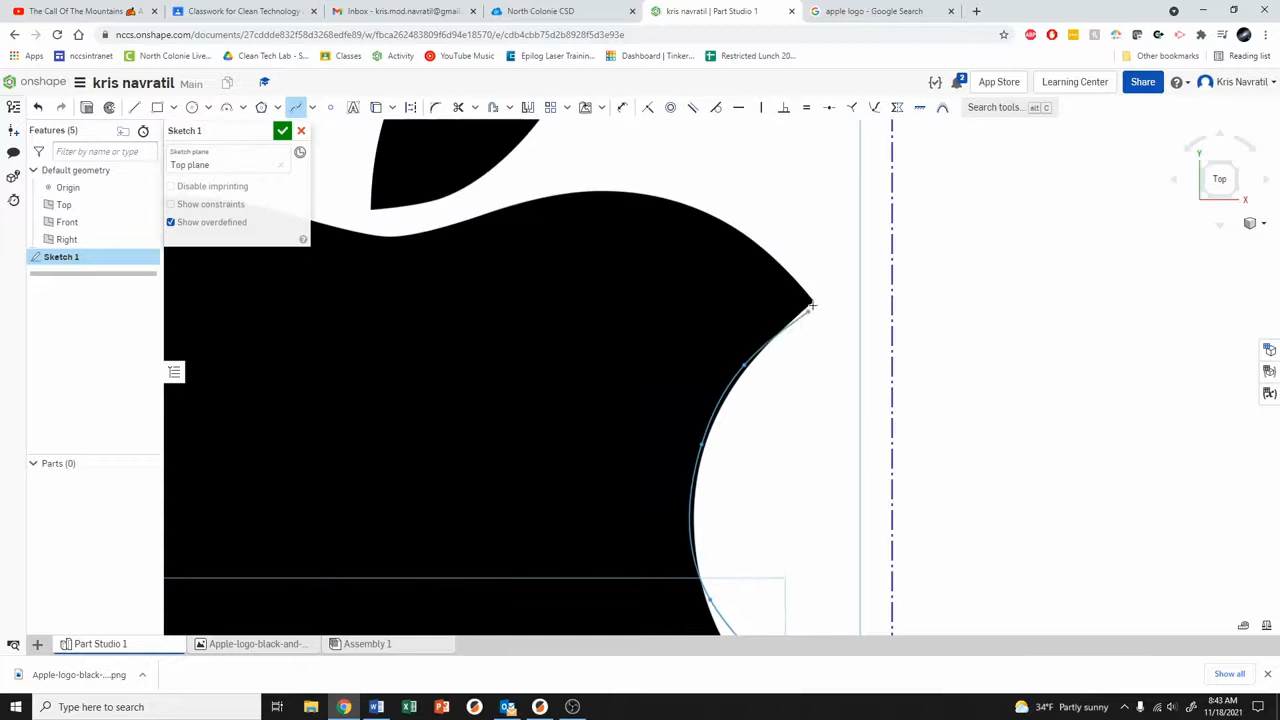 The Call Of The Mountains
Classwork for Clean Technology
Inbox - kris.mod.navratil@gmail.
North Colonie CSD
kris navratil | Part Studio 1
apple logo - Google Search
nccs.onshape.com/documents/27cddde832f58d326edfe89/w/fbca262483809f6d94e18570/e/cdb4cbb75d2b8928f5d3e93e
Apps
nccsintranet
North Colonie Live...
Clean Tech Lab - S...
Classes
YouTube Music
Activity
Epilog Laser Training...
Dashboard | Tinker...
Restricted Lunch 20...
Other bookmarks
Reading list
onshape
kris navratil
Main
2
App Store
Learning Center
Share
Kris Navratil
Search tools...
alt C
Features (5)
Filter by name or type
Default geometry
Origin
Top
Front
Right
Sketch 1
Sketch 1
Sketch plane
Top plane
Disable imprinting
Show constraints
Show overdefined
Y
Top
X
Parts (0)
Part Studio 1
Apple-logo-black-and-...
Assembly 1
Apple-logo-black-....png
Show all
Type here to search
34°F Partly sunny
8:43 AM
11/18/2021